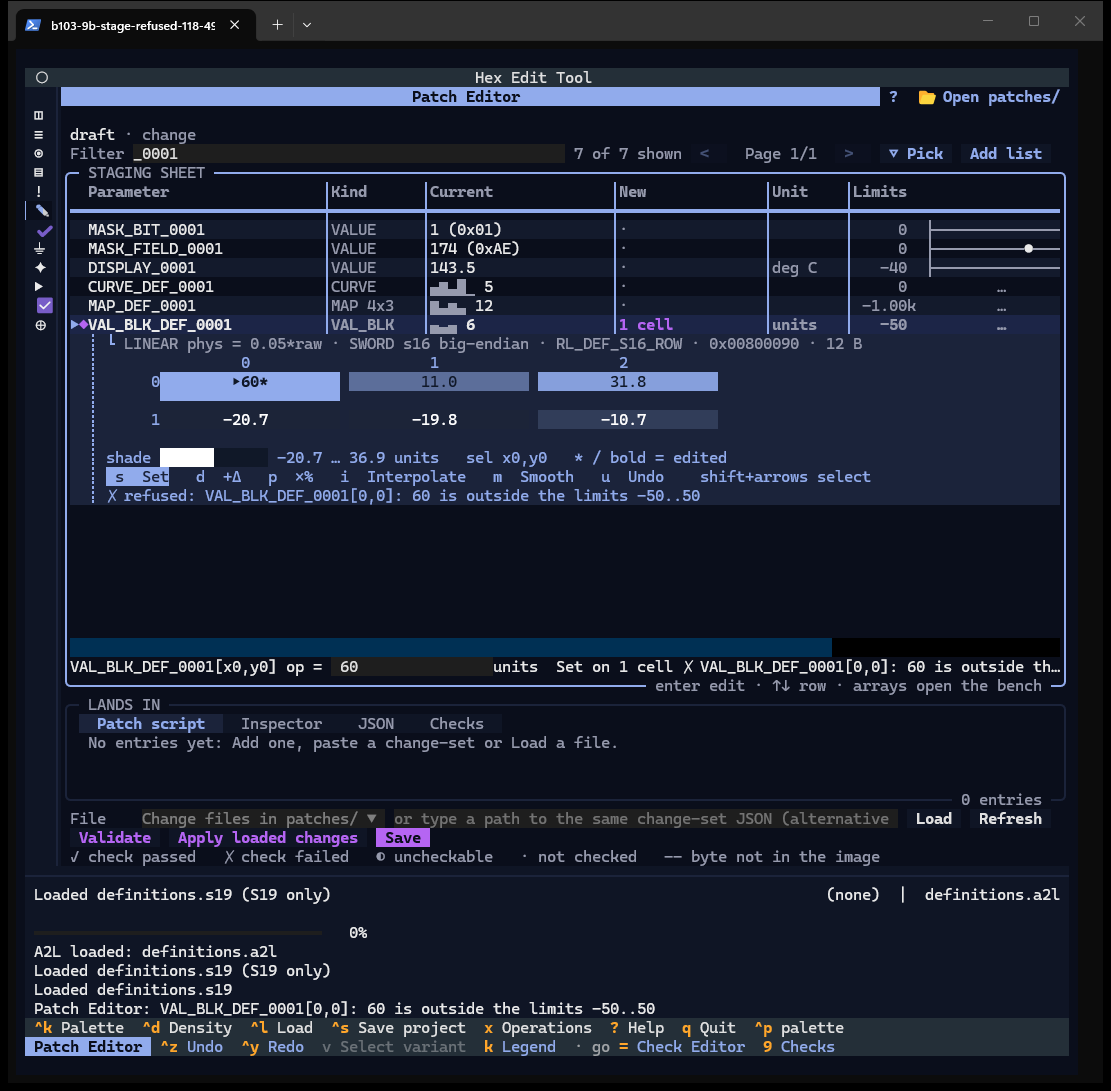 b103-9b-stage-refused-118-49
Hex Edit Tool
Patch Editor ? Open patches/
draft · change
Filter _0001 7 of 7 shown < Page 1/1 > ▼ Pick Add list
STAGING SHEET
Parameter Kind Current New Unit Limits
MASK_BIT_0001 VALUE 1 (0x01) · 0
MASK_FIELD_0001 VALUE 174 (0xAE) · 0
DISPLAY_0001 VALUE 143.5 · deg C −40
CURVE_DEF_0001 CURVE 5 · 0 …
MAP_DEF_0001 MAP 4x3 12 · −1.00k …
VAL_BLK_DEF_0001 VAL_BLK 6 1 cell units −50 …
└ LINEAR phys = 0.05*raw · SWORD s16 big-endian · RL_DEF_S16_ROW · 0x00800090 · 12 B
0 1 2
0 ▸60* 11.0 31.8
1 −20.7 −19.8 −10.7
shade −20.7 … 36.9 units sel x0,y0 * / bold = edited
s Set d +Δ p ×% i Interpolate m Smooth u Undo shift+arrows select
✗ refused: VAL_BLK_DEF_0001[0,0]: 60 is outside the limits −50..50
VAL_BLK_DEF_0001[x0,y0] op = 60 units Set on 1 cell ✗ VAL_BLK_DEF_0001[0,0]: 60 is outside th…
enter edit · ↑↓ row · arrays open the bench
LANDS IN
Patch script Inspector JSON Checks
No entries yet: Add one, paste a change-set or Load a file.
0 entries
File Change files in patches/ ▼ or type a path to the same change-set JSON (alternative Load Refresh
Validate Apply loaded changes Save
✓ check passed ✗ check failed ◐ uncheckable · not checked −− byte not in the image
Loaded definitions.s19 (S19 only) (none) | definitions.a2l
0%
A2L loaded: definitions.a2l
Loaded definitions.s19 (S19 only)
Loaded definitions.s19
Patch Editor: VAL_BLK_DEF_0001[0,0]: 60 is outside the limits −50..50
^k Palette ^d Density ^l Load ^s Save project x Operations ? Help q Quit ^p palette
Patch Editor ^z Undo ^y Redo v Select variant k Legend · go = Check Editor 9 Checks